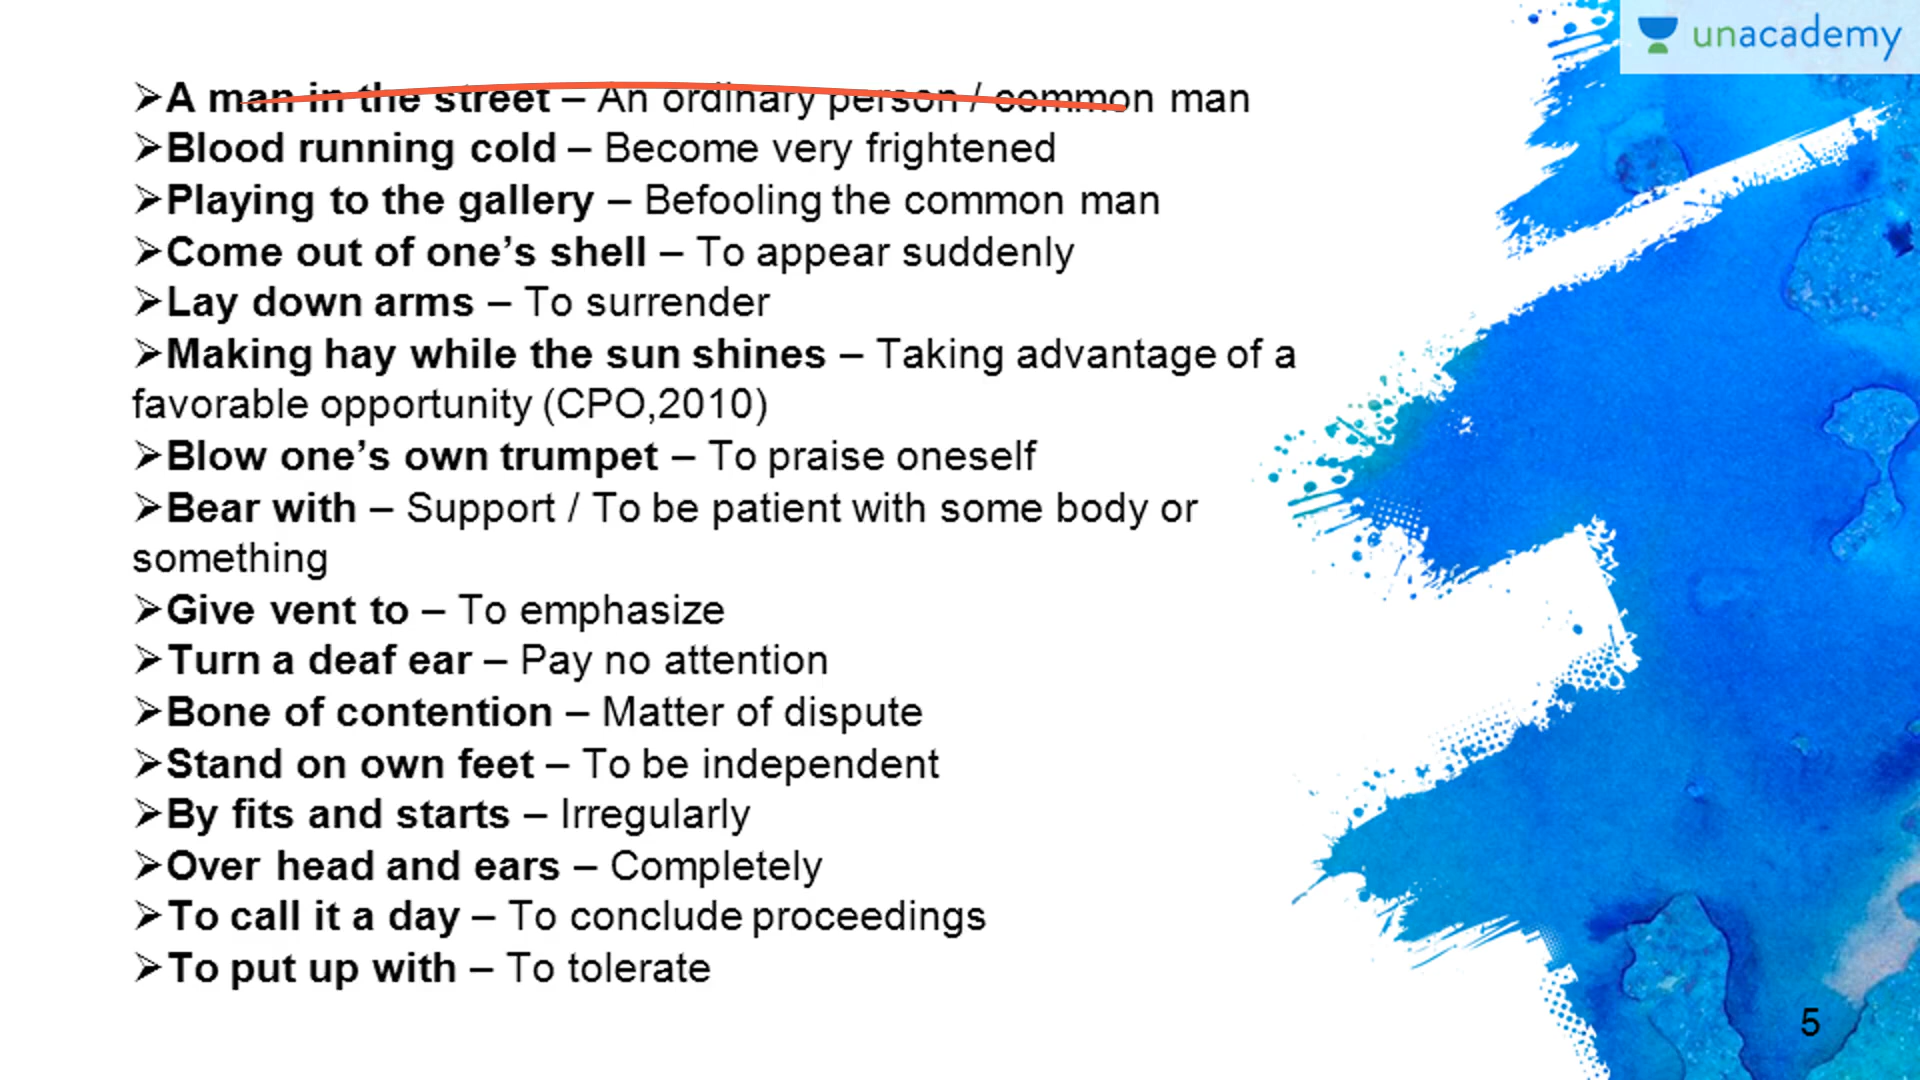 unacademy
➢A man in the street – An ordinary person / common man
➢Blood running cold – Become very frightened
➢Playing to the gallery – Befooling the common man
➢Come out of one’s shell – To appear suddenly
➢Lay down arms – To surrender
➢Making hay while the sun shines – Taking advantage of a
favorable opportunity (CPO,2010)
➢Blow one’s own trumpet – To praise oneself
➢Bear with – Support / To be patient with some body or
something
➢Give vent to – To emphasize
➢Turn a deaf ear – Pay no attention
➢Bone of contention – Matter of dispute
➢Stand on own feet – To be independent
➢By fits and starts – Irregularly
➢Over head and ears – Completely
➢To call it a day – To conclude proceedings
➢To put up with – To tolerate
5